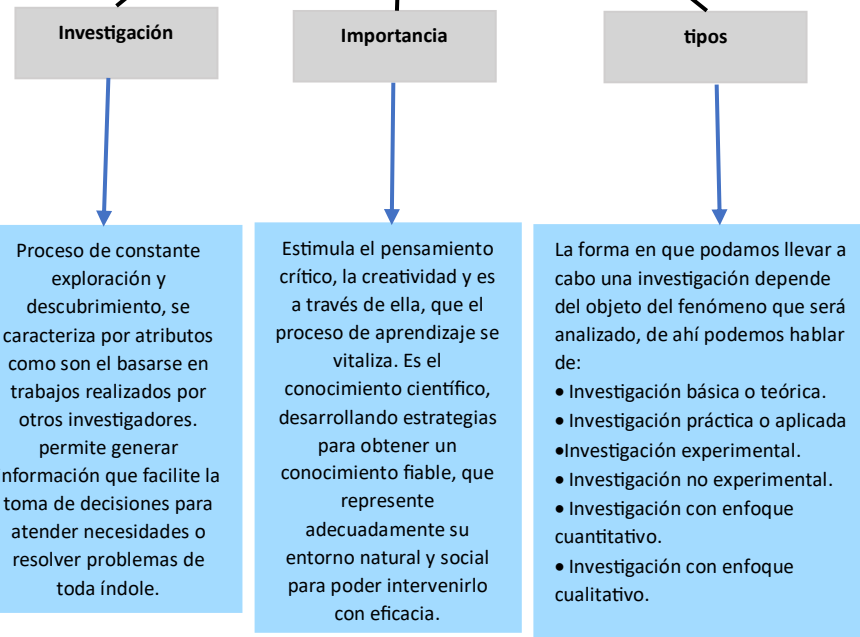 Investigación
Proceso de constante
exploración y
descubrimiento, se
caracteriza por atributos
como son el basarse en
trabajos realizados por
otros investigadores.
permite generar
nformación que facilite la
toma de decisiones para
atender necesidades o
resolver problemas de
toda índole.
Importancia
Estimula el pensamiento
crítico, la creatividad y es
a través de ella, que el
proceso de aprendizaje se
vitaliza. Es el
conocimiento científico,
desarrollando estrategias
para obtener un
conocimiento fiable, que
represente
adecuadamente su
entorno natural y social
para poder intervenirlo
con eficacia.
tipos
La forma en que podamos llevar a
cabo una investigación depende
del objeto del fenómeno que será
analizado, de ahí podemos hablar
de:
• Investigación básica o teórica.
• Investigación práctica o aplicada
•Investigación experimental.
• Investigación no experimental.
• Investigación con enfoque
cuantitativo.
• Investigación con enfoque
cualitativo.